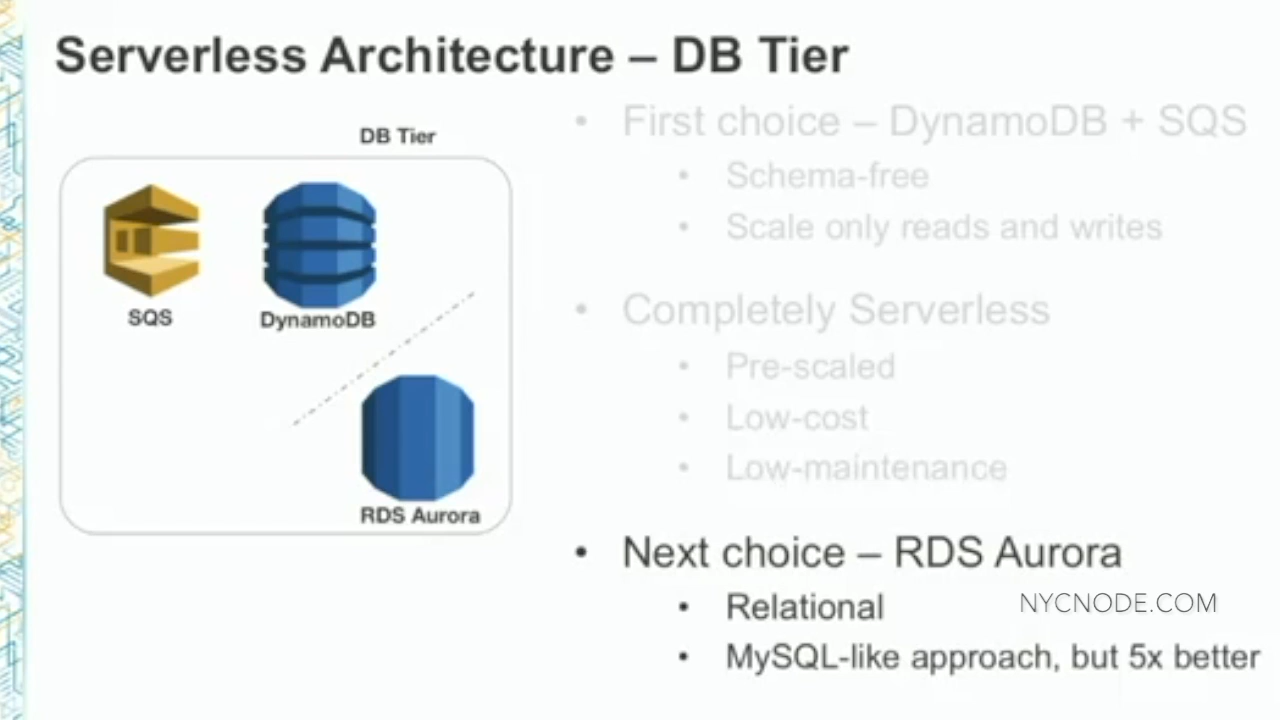 Serverless Architecture – DB Tier
DB Tier
SQS
DynamoDB
RDS Aurora
• First choice – DynamoDB + SQS
• Schema-free
• Scale only reads and writes
• Completely Serverless
• Pre-scaled
• Low-cost
• Low-maintenance
• Next choice – RDS Aurora
• Relational
NYCNODE.COM
• MySQL-like approach, but 5x better